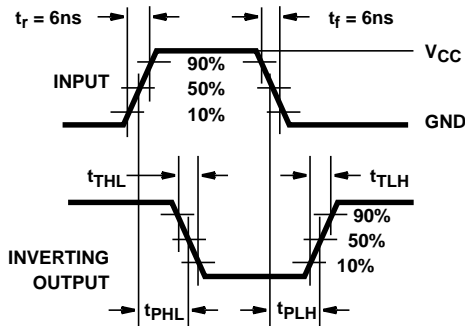 tr = 6ns
tf = 6ns
VCC
90%
INPUT
50%
10%
GND
tTHL
tTLH
90%
50%
INVERTING
OUTPUT
10%
tPHL
tPLH